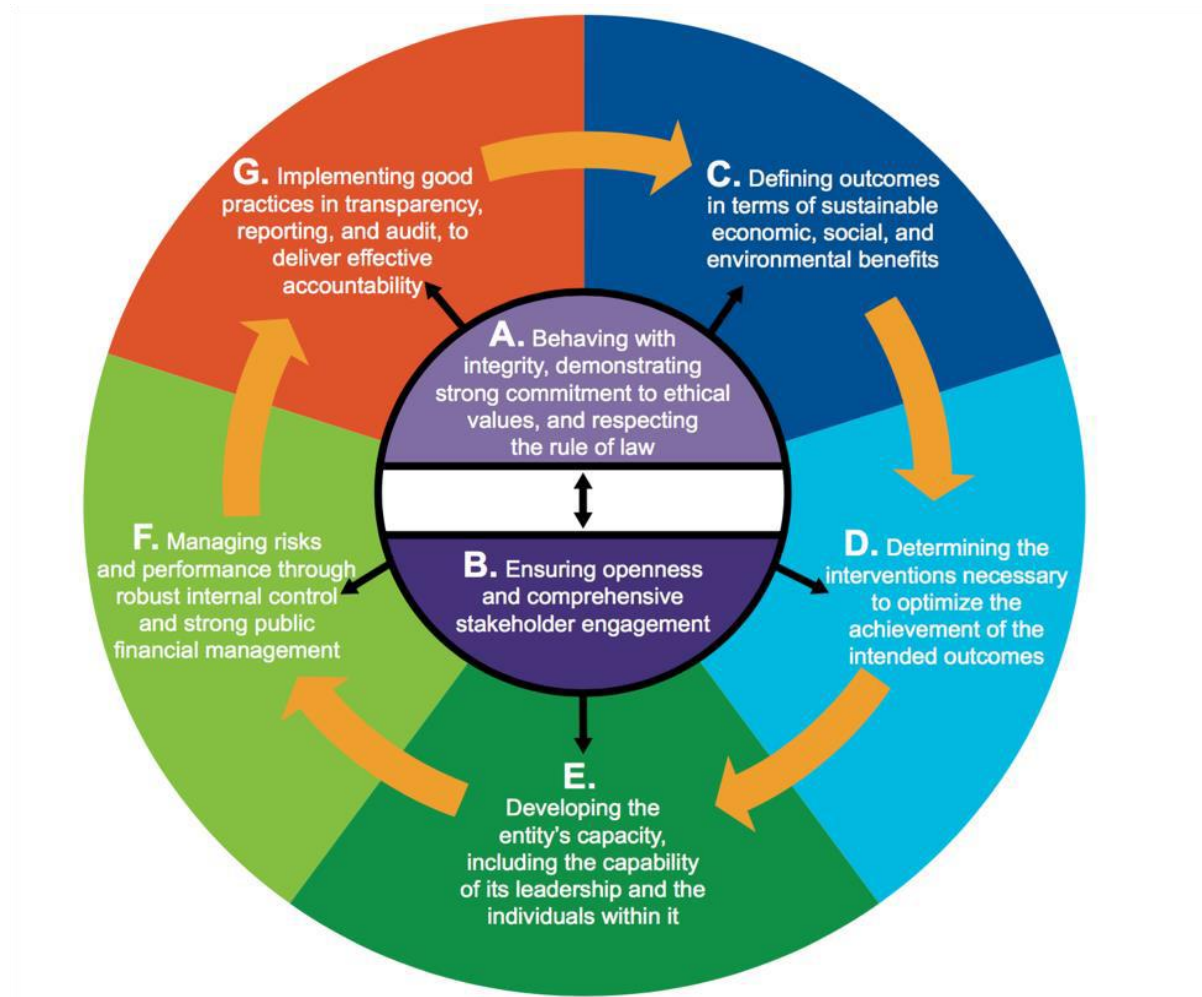 G. Implementing good
practices in transparency,
reporting, and audit, to
deliver effective
accountability
C. Defining outcomes
in terms of sustainable
economic, social, and
environmental benefits
A. Behaving with
integrity, demonstrating
strong commitment to ethical
values, and respecting
the rule of law
B. Ensuring openness
and comprehensive
stakeholder engagement
F. Managing risks
and performance through
robust internal control
and strong public
financial management
D. Determining the
interventions necessary
to optimize the
achievement of the
intended outcomes
E.
Developing the
entity's capacity,
including the capability
of its leadership and the
individuals within it